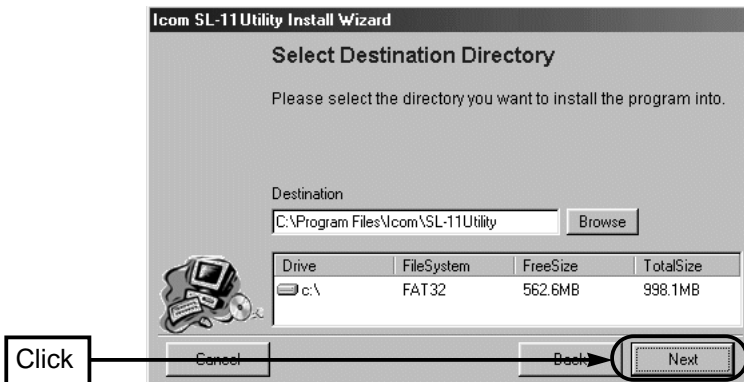 Icom SL-11Utility Install Wizard
Select Destination Directory
Please select the directory you want to install the program into.
Destination
C:\Program Files\Icom\SL-11Utility Browse
Drive FileSystem FreeSize TotalSize
c:\ FAT32 562.6MB 998.1MB
Click Cancel Back Next